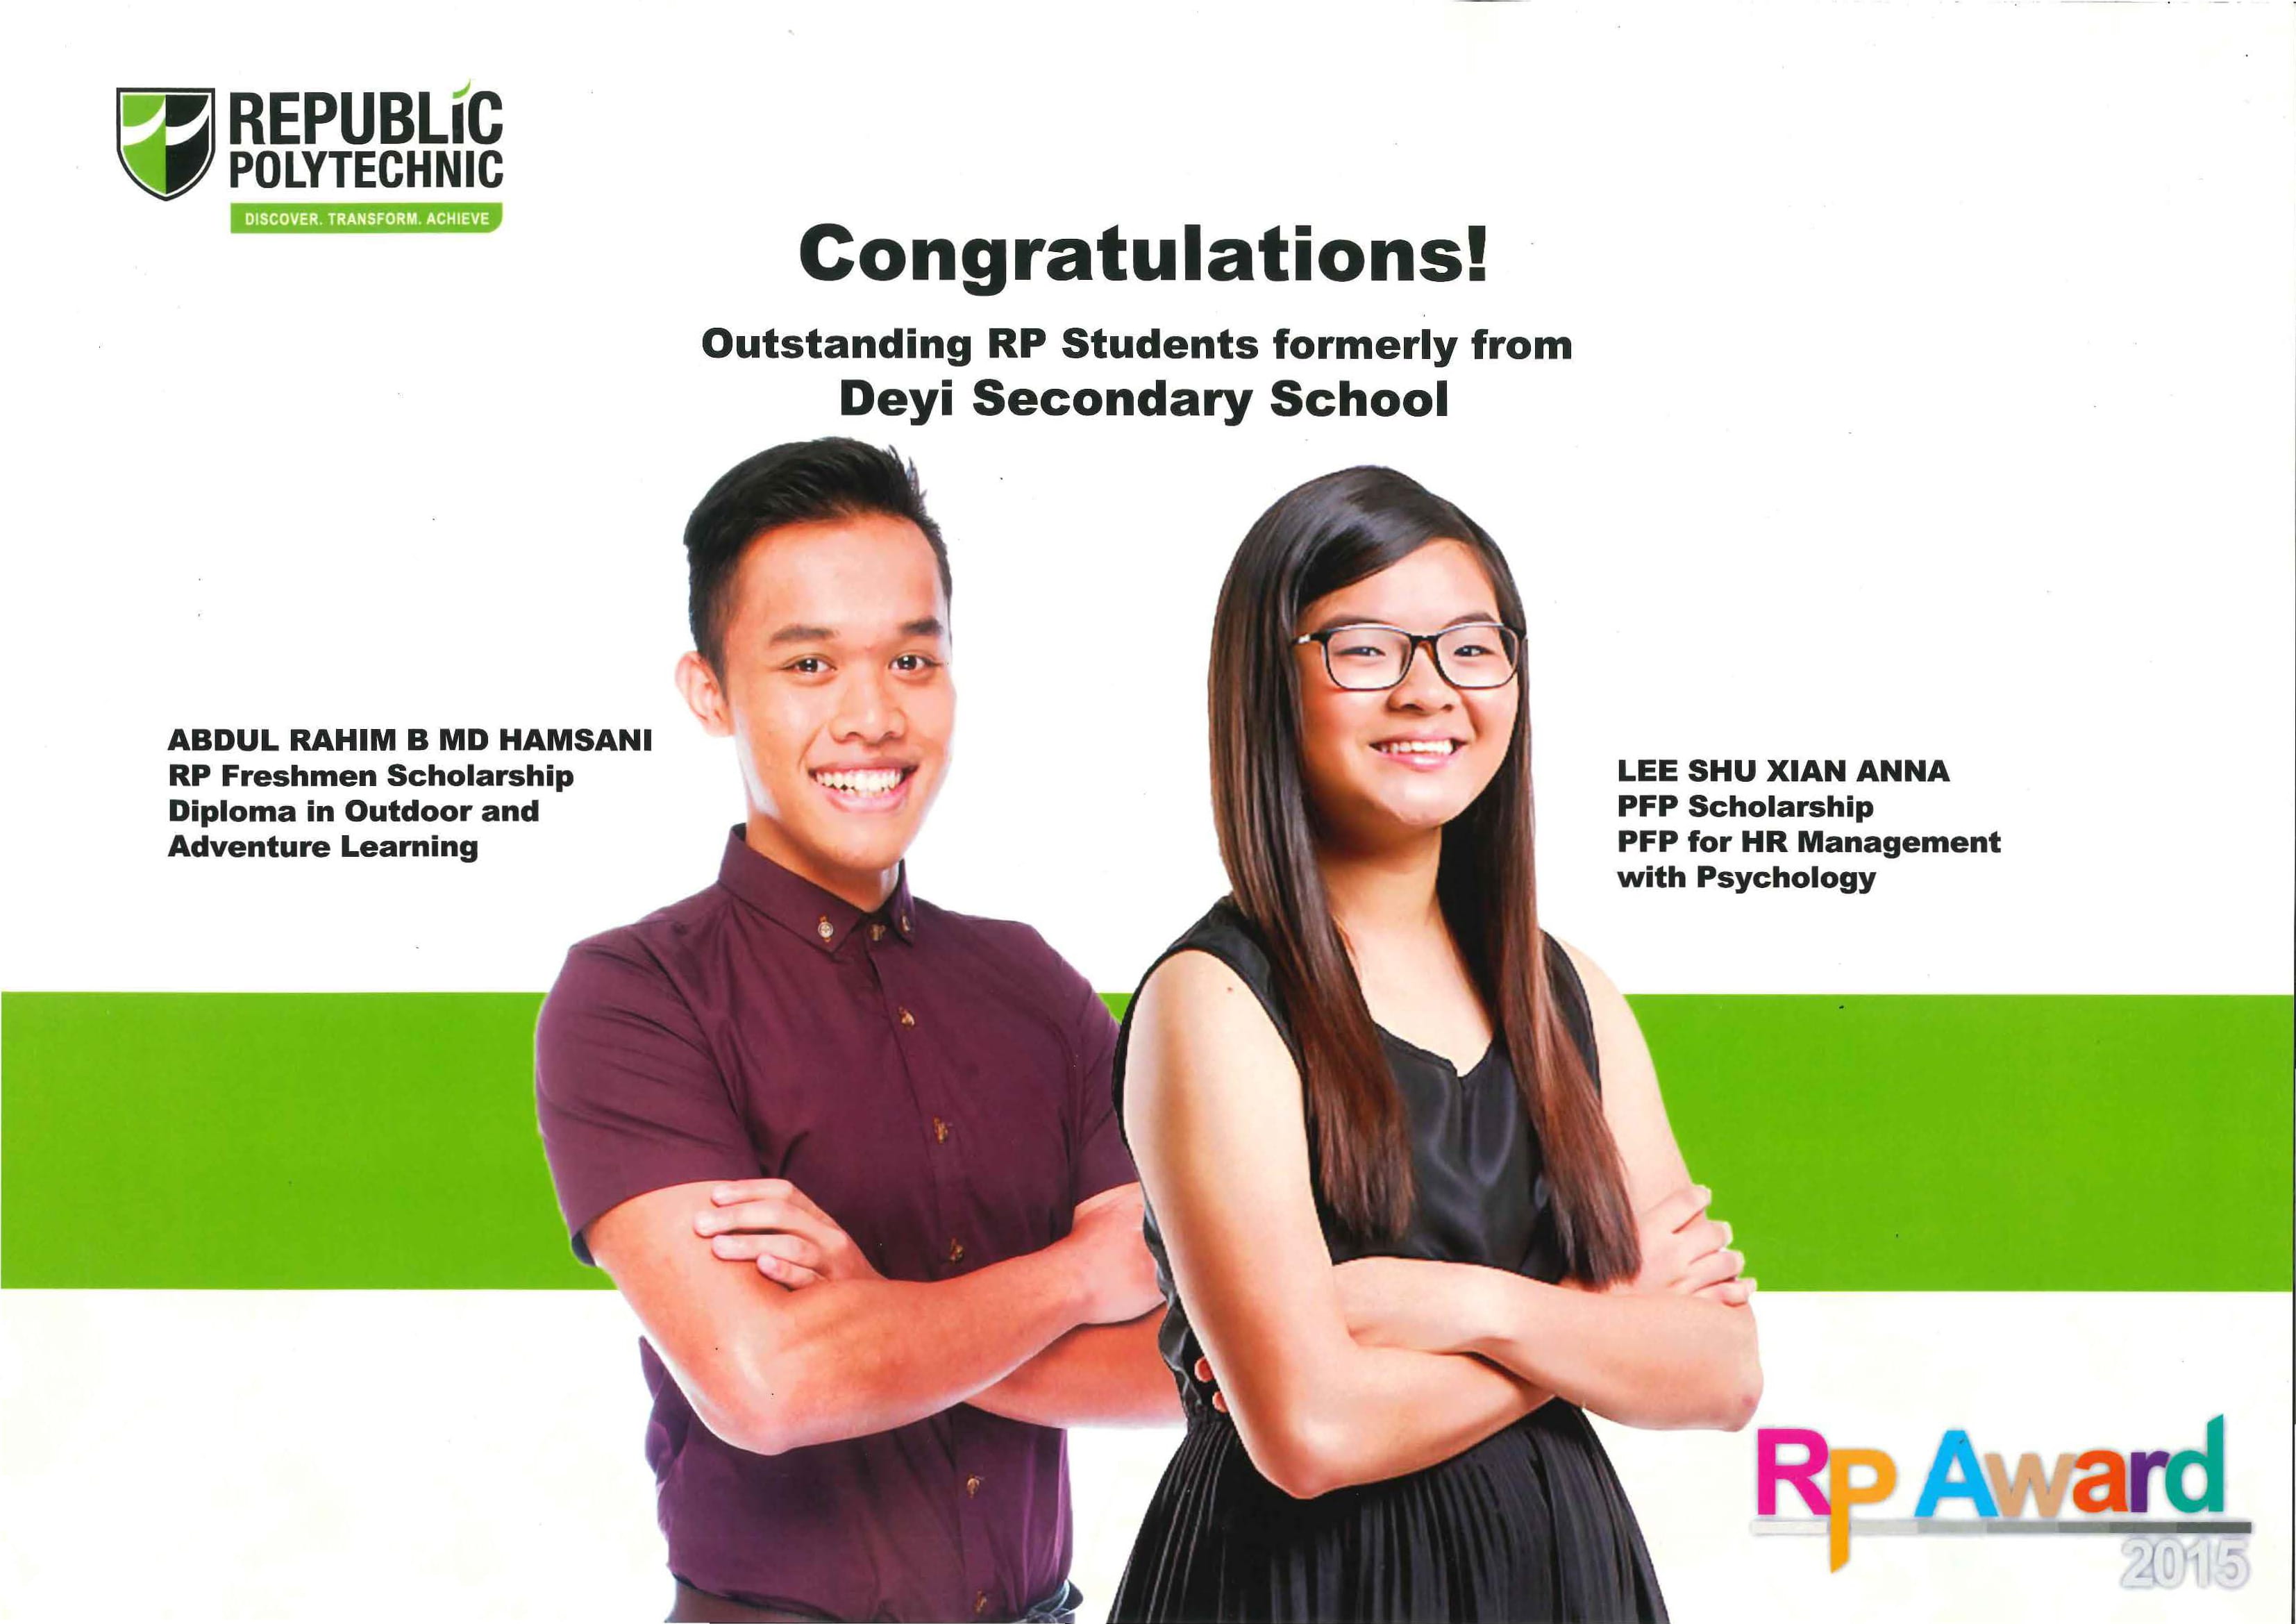 REPUBLIC
POLYTECHNIC
DISCOVER. TRANSFORM. ACHIEVE
Congratulations!
Outstanding RP Students formerly from
Deyi Secondary School
ABDUL RAHIM B MD HAMSANI
RP Freshmen Scholarship
Diploma in Outdoor and
Adventure Learning
LEE SHU XIAN ANNA
PFP Scholarship
PFP for HR Management
with Psychology
Rp Award
2015